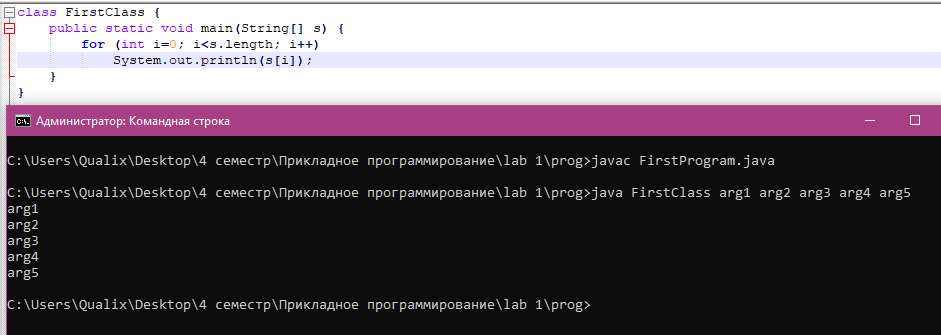 class FirstClass {
public static void main(String[] s) {
for (int i=0; i<s.length; i++)
System.out.println(s[i]);
}
}
Администратор: Командная строка
C:\Users\Qualix\Desktop\4 семестр\Прикладное программирование\lab 1\prog>javac FirstProgram.java
C:\Users\Qualix\Desktop\4 семестр\Прикладное программирование\lab 1\prog>java FirstClass arg1 arg2 arg3 arg4 arg5
arg1
arg2
arg3
arg4
arg5
C:\Users\Qualix\Desktop\4 семестр\Прикладное программирование\lab 1\prog>